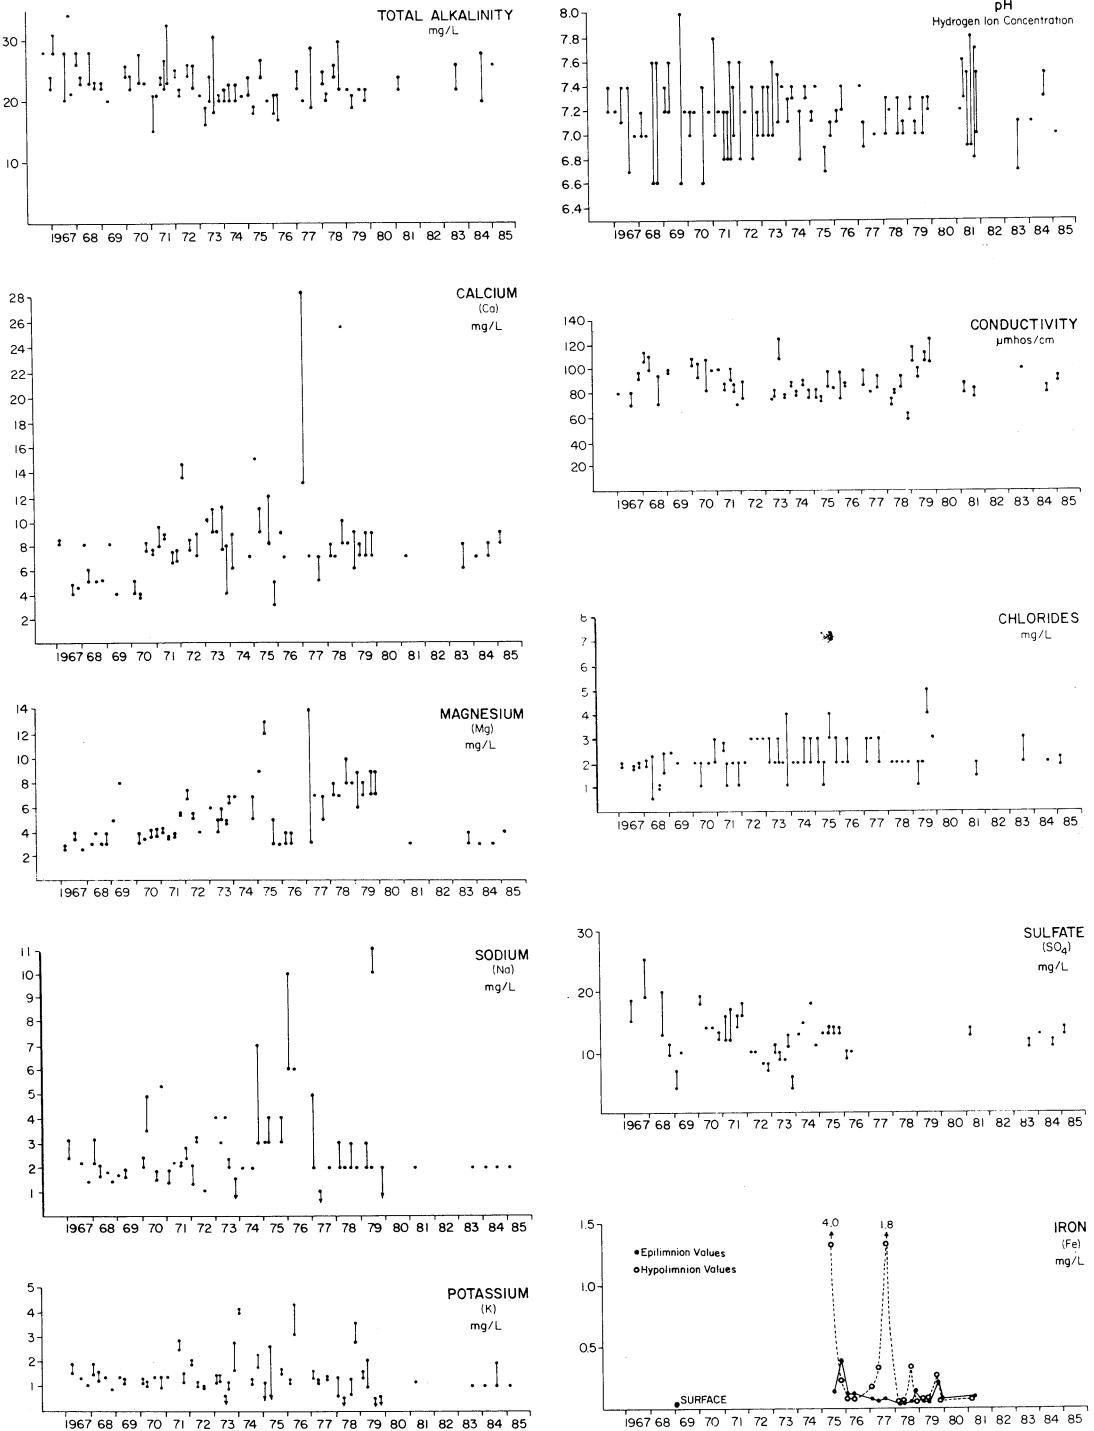 TOTAL ALKALINITY
mg/L
30
20
10
1967 68 69 70 71 72 73 74 75 76 77 78 79 80 81 82 83 84 85
pH
Hydrogen Ion Concentration
8.0
7.8
7.6
7.4
7.2
7.0
6.8
6.6
6.4
1967 68 69 70 71 72 73 74 75 76 77 78 79 80 81 82 83 84 85
CALCIUM
(Ca)
mg/L
28
26
24
22
20
18
16
14
12
10
8
6
4
2
1967 68 69 70 71 72 73 74 75 76 77 78 79 80 81 82 83 84 85
CONDUCTIVITY
µmhos/cm
140
120
100
80
60
40
20
1967 68 69 70 71 72 73 74 75 76 77 78 79 80 81 82 83 84 85
MAGNESIUM
(Mg)
mg/L
14
12
10
8
6
4
2
1967 68 69 70 71 72 73 74 75 76 77 78 79 80 81 82 83 84 85
CHLORIDES
mg/L
7
6
5
4
3
2
1
1967 68 69 70 71 72 73 74 75 76 77 78 79 80 81 82 83 84 85
SODIUM
(Na)
mg/L
11
10
9
8
7
6
5
4
3
2
1
1967 68 69 70 71 72 73 74 75 76 77 78 79 80 81 82 83 84 85
SULFATE
(SO4)
mg/L
30
20
10
1967 68 69 70 71 72 73 74 75 76 77 78 79 80 81 82 83 84 85
POTASSIUM
(K)
mg/L
5
4
3
2
1
1967 68 69 70 71 72 73 74 75 76 77 78 79 80 81 82 83 84 85
IRON
(Fe)
mg/L
4.0
1.8
Epilimnion Values
Hypolimnion Values
1.5
1.0
0.5
SURFACE
1967 68 69 70 71 72 73 74 75 76 77 78 79 80 81 82 83 84 85